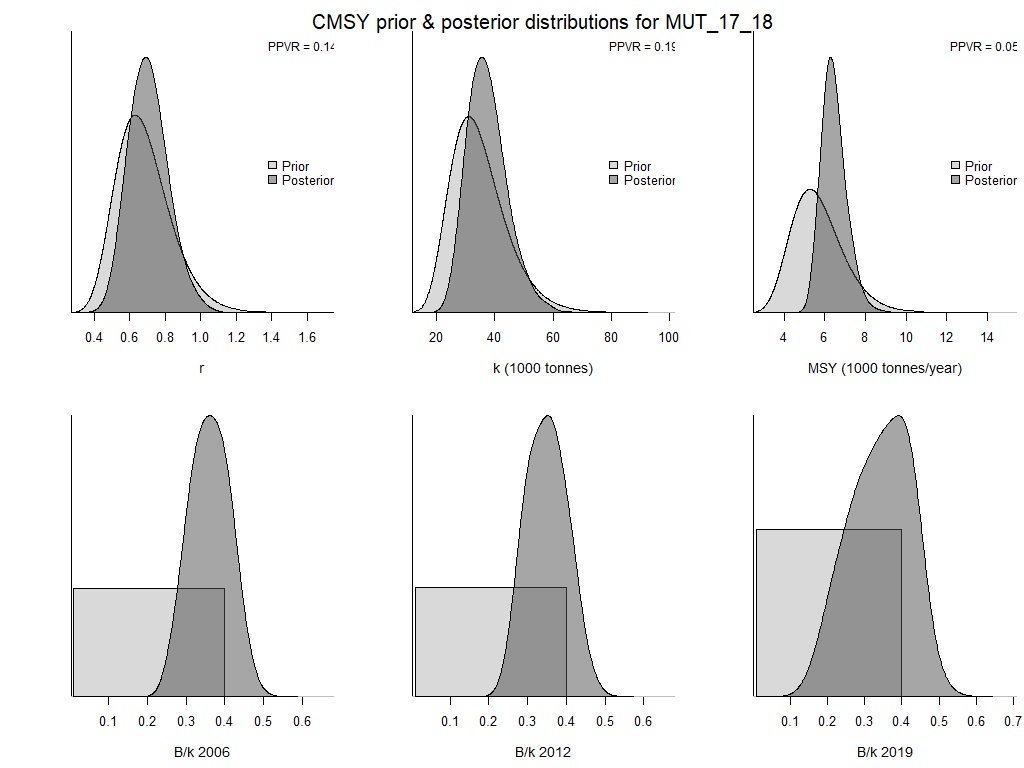 CMSY prior & posterior distributions for MUT_17_18
PPVR = 0.14
Prior
Posterior
0.4 0.6 0.8 1.0 1.2 1.4 1.6
r
PPVR = 0.19
Prior
Posterior
20 40 60 80 100
k (1000 tonnes)
PPVR = 0.05
Prior
Posterior
4 6 8 10 12 14
MSY (1000 tonnes/year)
0.1 0.2 0.3 0.4 0.5 0.6
B/k 2006
0.1 0.2 0.3 0.4 0.5 0.6
B/k 2012
0.1 0.2 0.3 0.4 0.5 0.6 0.7
B/k 2019